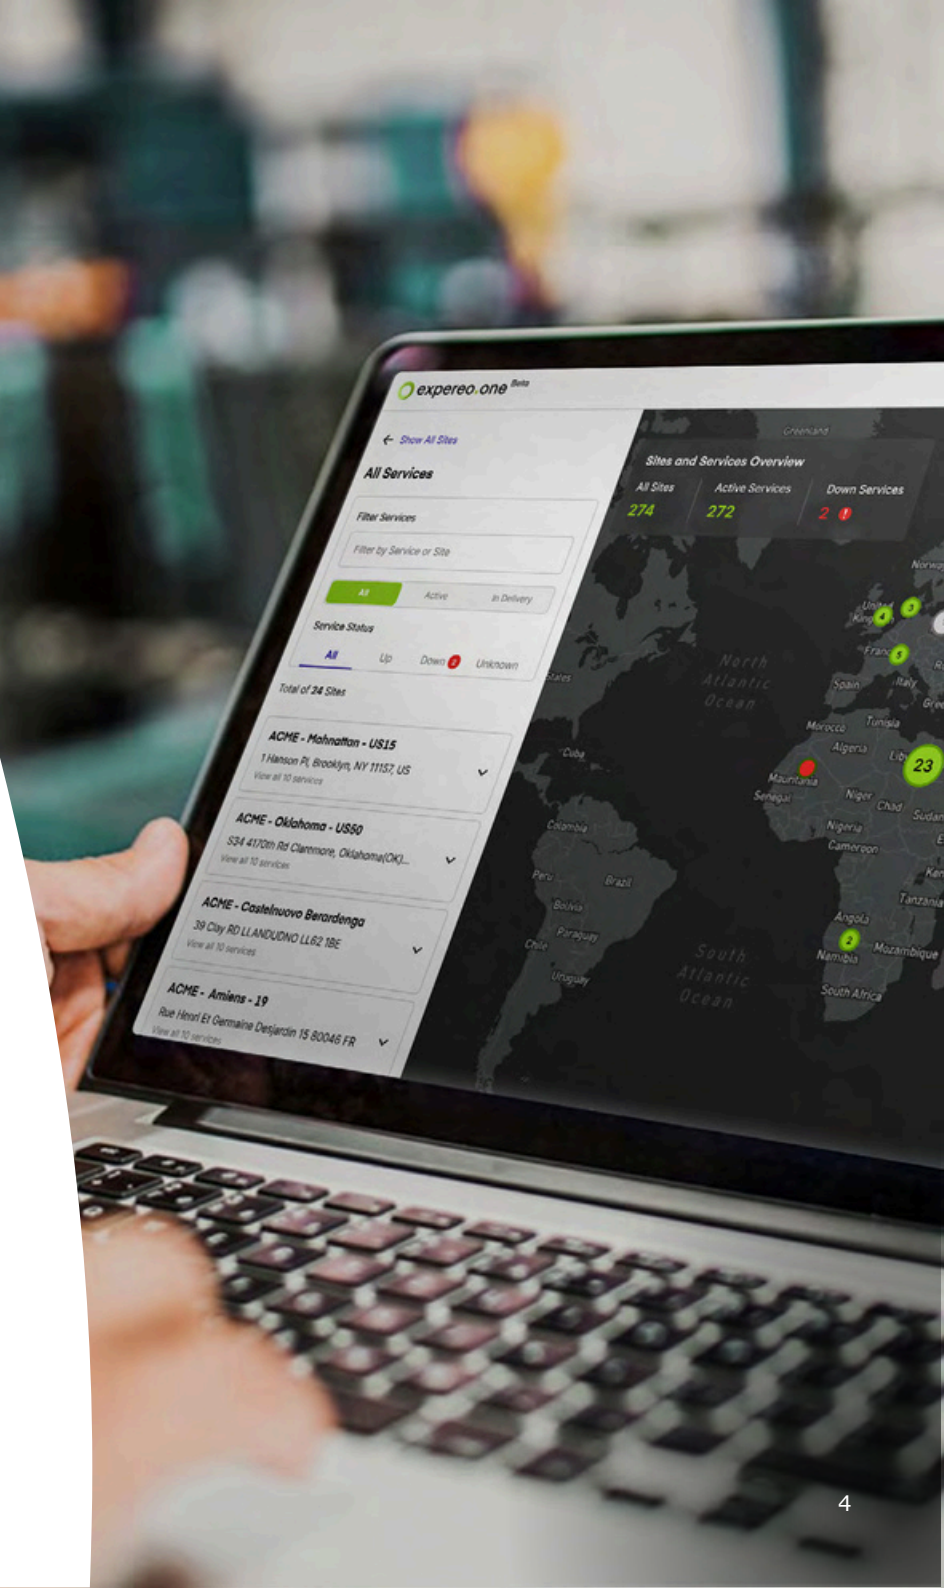 expereo.one Beta
← Show All Sites
All Services
Filter Services
Filter by Service or Site
All Active In Delivery
Service Status
All Up Down 2 Unknown
Total of 24 Sites
ACME - Mahnattan - US15
1 Hanson Pl, Brooklyn, NY 11157, US
View all 10 services
ACME - Oklahoma - US50
S34 4170th Rd Claremore, Oklahoma(OK)...
View all 10 services
ACME - Castelnuovo Berardenga
39 Clay RD LLANDUDNO LL62 1BE
View all 10 services
ACME - Amiens - 19
Rue Henri Et Germaine Desjardin 15 80046 FR
View all 10 services
Greenland
Sites and Services Overview
All Sites Active Services Down Services
274 272 2 !
Norway
United Kingdom
4
3
France
5
Spain
Italy
North
Atlantic
Ocean
Morocco
Tunisia
Algeria
23
Cuba
Mauritania
Senegal
Niger
Chad
Sudan
Nigeria
Cameroon
Colombia
Peru
Brazil
Tanzania
Bolivia
Angola
2
Paraguay
Namibia
Mozambique
Chile
South
Atlantic
Ocean
Uruguay
South Africa
4